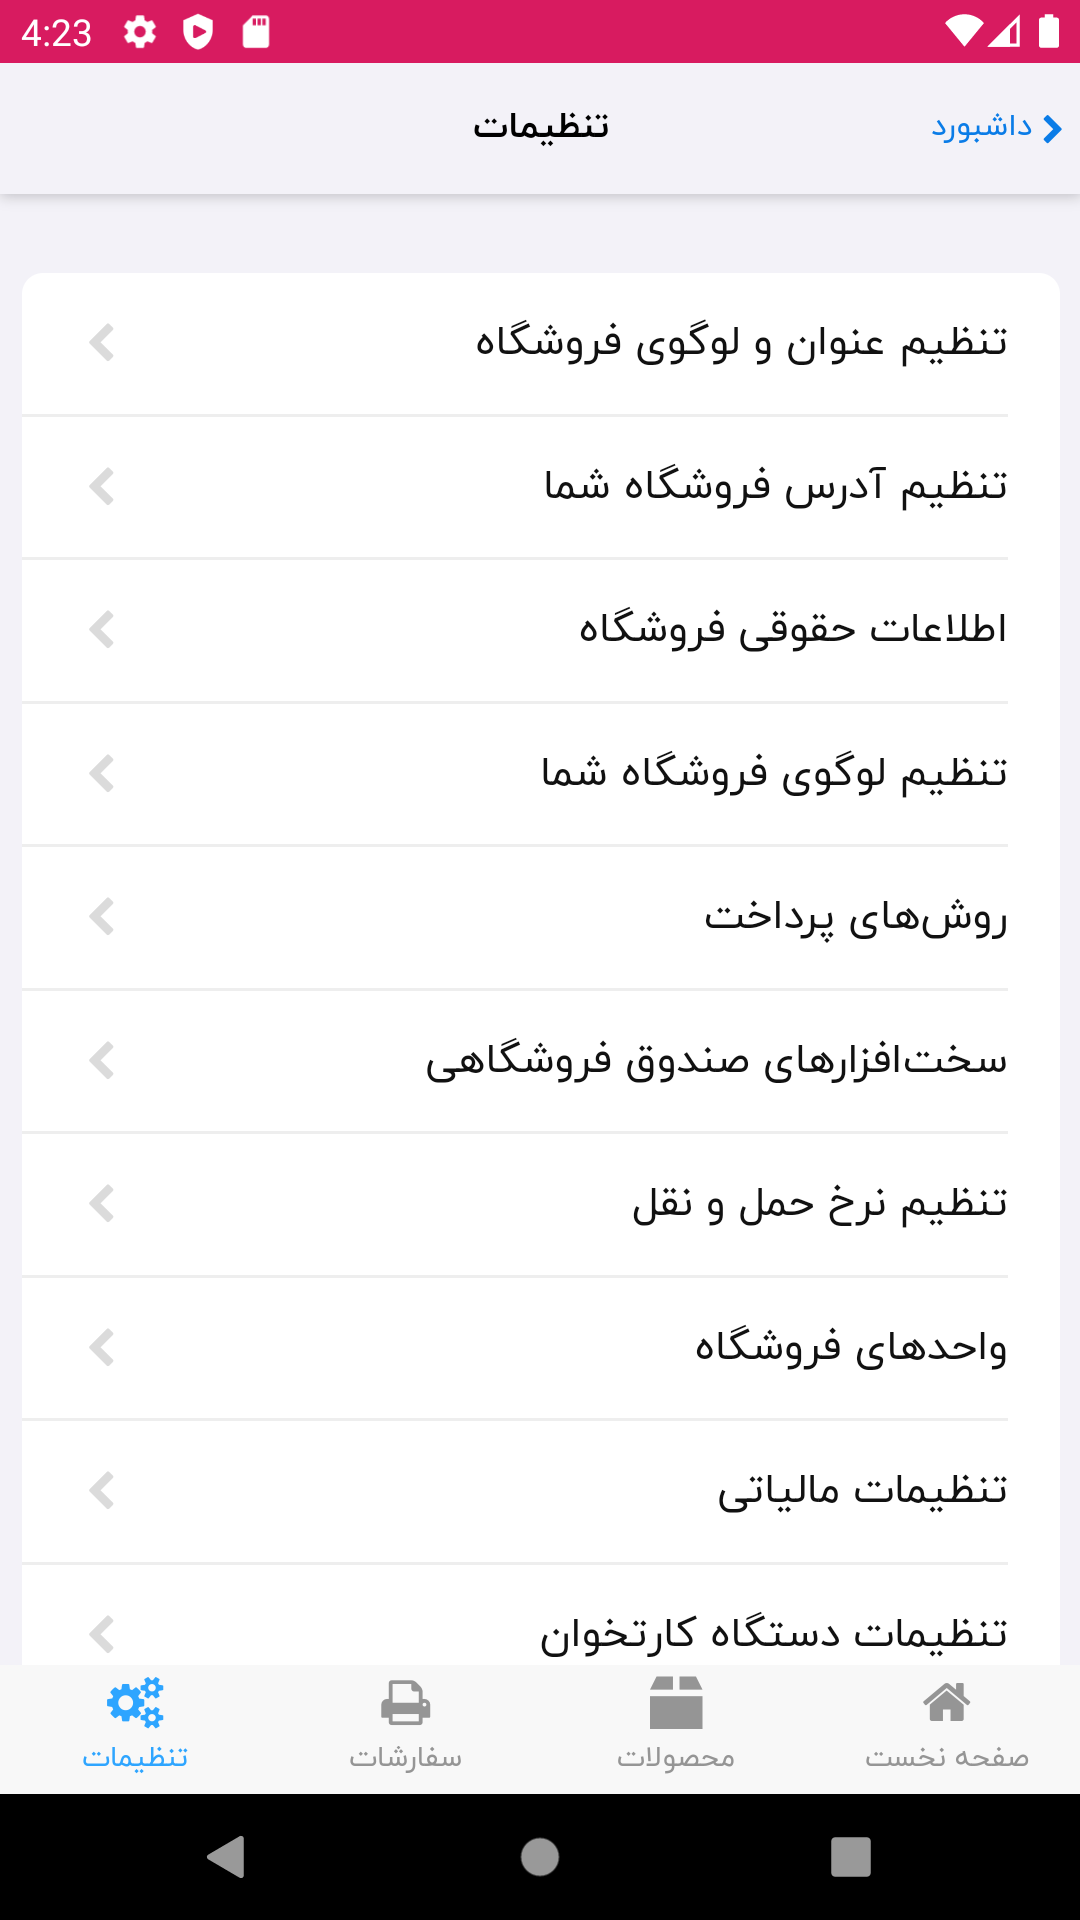 4:23
داشبورد
تنظیمات
تنظیم عنوان و لوگوی فروشگاه
تنظیم آدرس فروشگاه شما
اطلاعات حقوقی فروشگاه
تنظیم لوگوی فروشگاه شما
روش‌های پرداخت
سخت‌افزارهای صندوق فروشگاهی
تنظیم نرخ حمل و نقل
واحدهای فروشگاه
تنظیمات مالیاتی
تنظیمات دستگاه کارتخوان
صفحه نخست
محصولات
سفارشات
تنظیمات